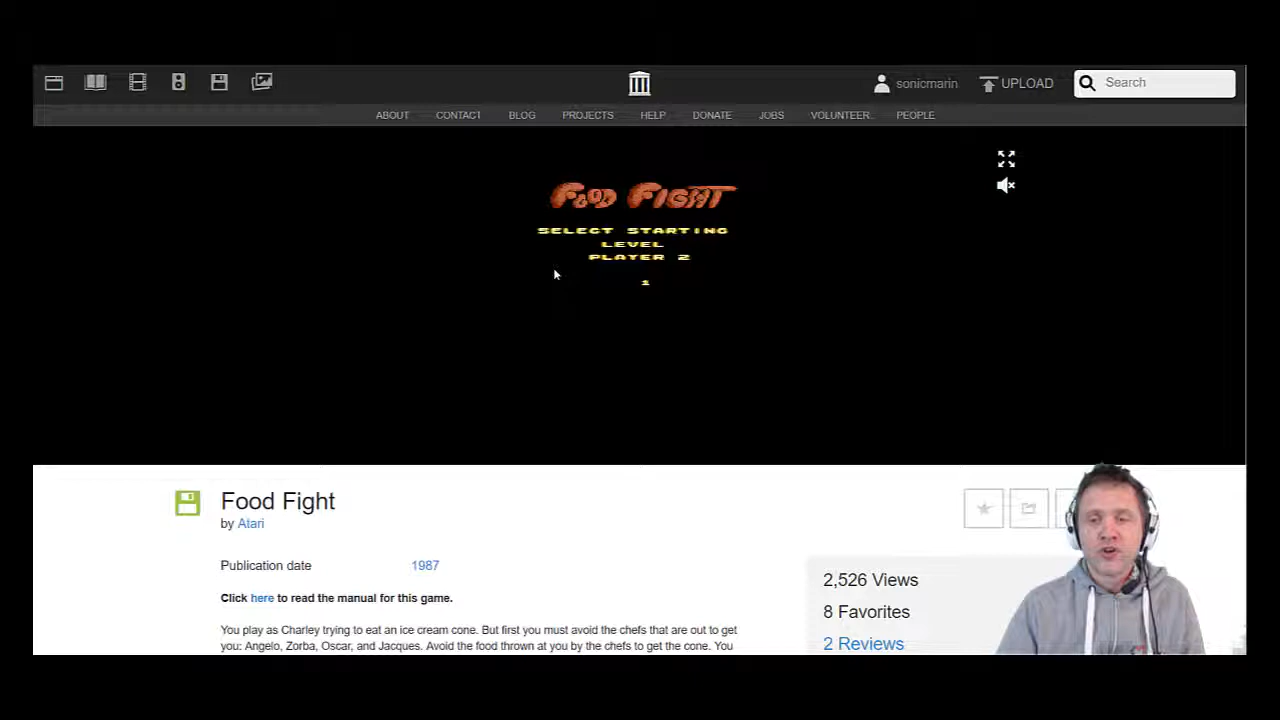 sonicmarin UPLOAD Search
ABOUT CONTACT BLOG PROJECTS HELP DONATE JOBS VOLUNTEER PEOPLE
FOOD FIGHT
SELECT STARTING
LEVEL
PLAYER 2
1
Food Fight
by Atari
Publication date 1987
Click here to read the manual for this game.
You play as Charley trying to eat an ice cream cone. But first you must avoid the chefs that are out to get
you: Angelo, Zorba, Oscar, and Jacques. Avoid the food thrown at you by the chefs to get the cone. You
2,526 Views
8 Favorites
2 Reviews